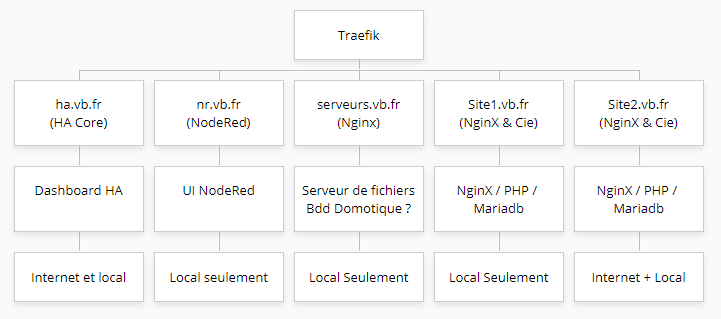 Traefik
ha.vb.fr
(HA Core)
nr.vb.fr
(NodeRed)
serveurs.vb.fr
(Nginx)
Site1.vb.fr
(NginX & Cie)
Site2.vb.fr
(NginX & Cie)
Dashboard HA
UI NodeRed
Serveur de fichiers
Bdd Domotique ?
NginX / PHP /
Mariadb
NginX / PHP /
Mariadb
Internet et local
Local seulement
Local Seulement
Local Seulement
Internet + Local